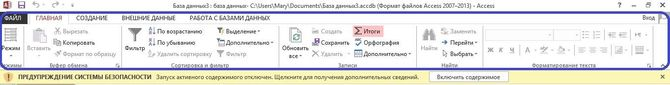 База данных3 : база данных- C:\Users\Mary\Documents\База данных3.accdb (Формат файлов Access 2007–2013) - Access
ФАЙЛ ГЛАВНАЯ СОЗДАНИЕ ВНЕШНИЕ ДАННЫЕ РАБОТА С БАЗАМИ ДАННЫХ Вход
Режим Вставить Вырезать Копировать Формат по образцу
Фильтр По возрастанию По убыванию Удалить сортировку Выделение Дополнительно Фильтр
Обновить все Создать Сохранить Удалить Итоги Орфография Дополнительно
Найти Заменить Перейти Выбрать
Режимы Буфер обмена Сортировка и фильтр Записи Найти Форматирование текста
ПРЕДУПРЕЖДЕНИЕ СИСТЕМЫ БЕЗОПАСНОСТИ Запуск активного содержимого отключен. Щелкните для получения дополнительных сведений. Включить содержимое